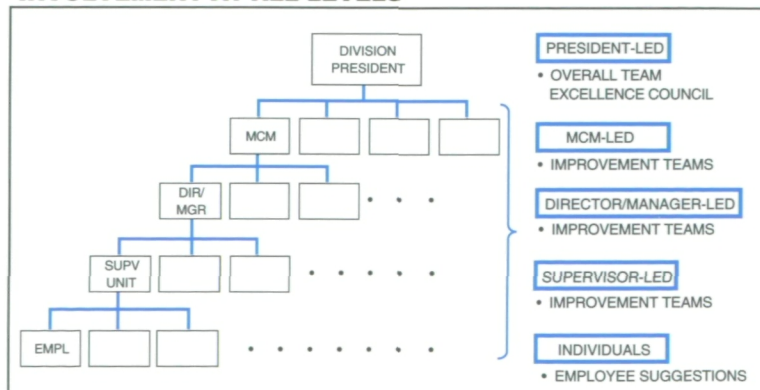 DIVISION
PRESIDENT
PRESIDENT-LED
• OVERALL TEAM
EXCELLENCE COUNCIL
MCM
MCM-LED
• IMPROVEMENT TEAMS
DIR/
MGR
DIRECTOR/MANAGER-LED
• IMPROVEMENT TEAMS
SUPV
UNIT
SUPERVISOR-LED
• IMPROVEMENT TEAMS
EMPL
INDIVIDUALS
• EMPLOYEE SUGGESTIONS